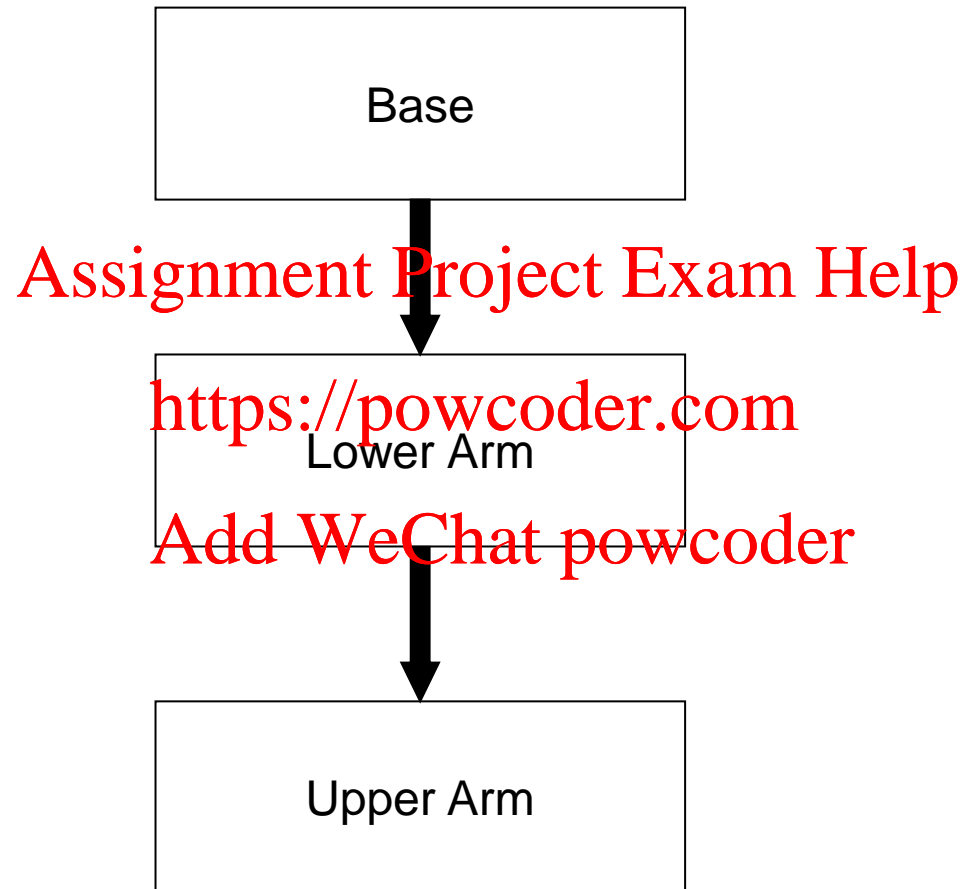 Base
Assignment Project Exam Help
https://powcoder.com
Lower Arm
Add WeChat powcoder
Upper Arm